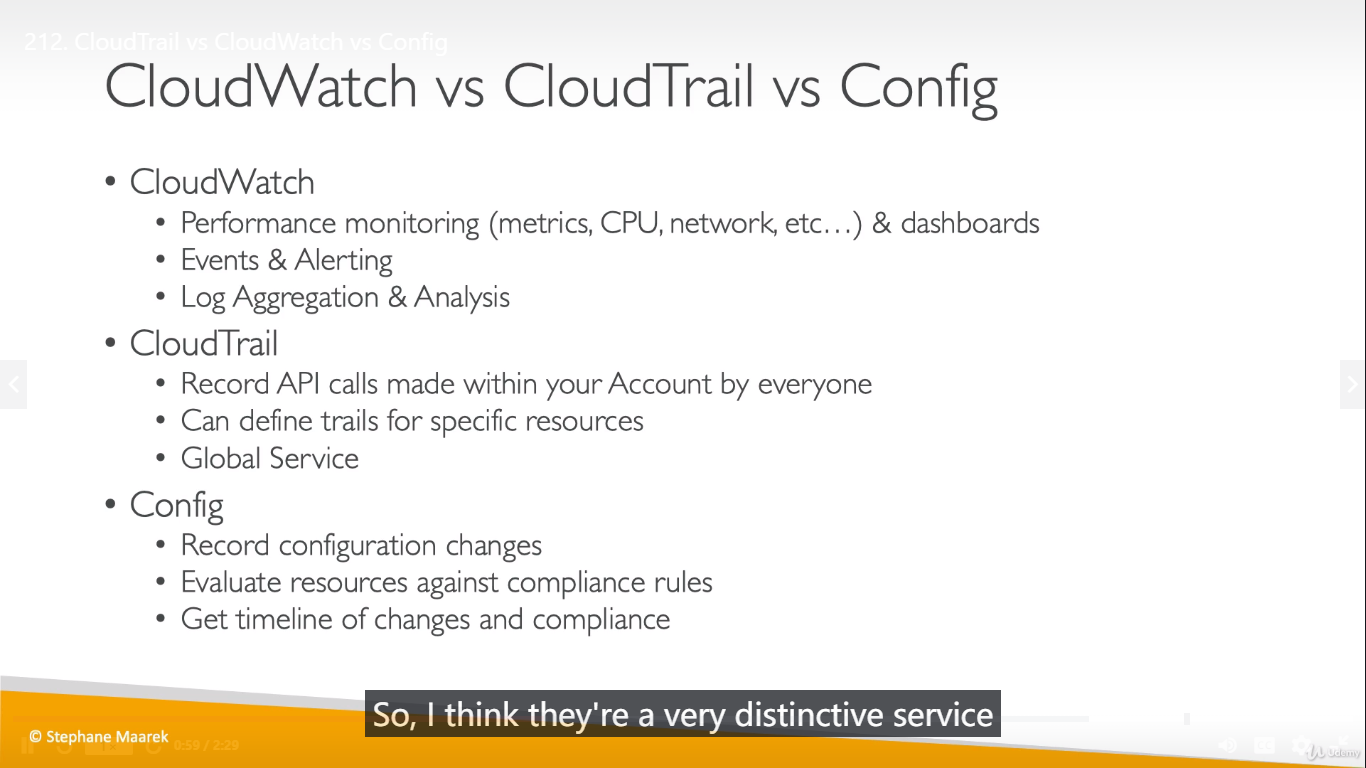 212. CloudTrail vs CloudWatch vs Config
CloudWatch vs CloudTrail vs Config
• CloudWatch
• Performance monitoring (metrics, CPU, network, etc…) & dashboards
• Events & Alerting
• Log Aggregation & Analysis
• CloudTrail
• Record API calls made within your Account by everyone
• Can define trails for specific resources
• Global Service
• Config
• Record configuration changes
• Evaluate resources against compliance rules
• Get timeline of changes and compliance
So, I think they're a very distinctive service
© Stephane Maarek
0:59 / 2:29
Udemy